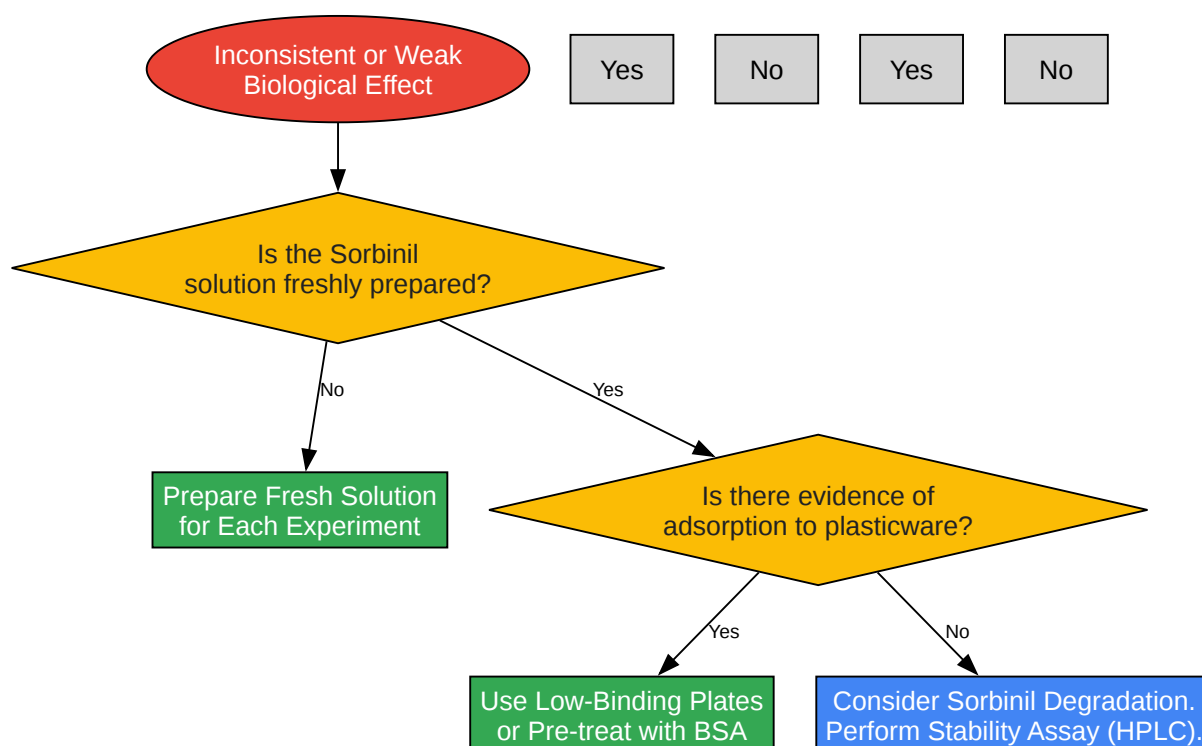 Inconsistent or Weak
Biological Effect
Yes
No
Yes
No
Is the Sorbinil
solution freshly prepared?
No
Yes
Prepare Fresh Solution
for Each Experiment
Is there evidence of
adsorption to plasticware?
Yes
No
Use Low-Binding Plates
or Pre-treat with BSA
Consider Sorbinil Degradation.
Perform Stability Assay (HPLC).